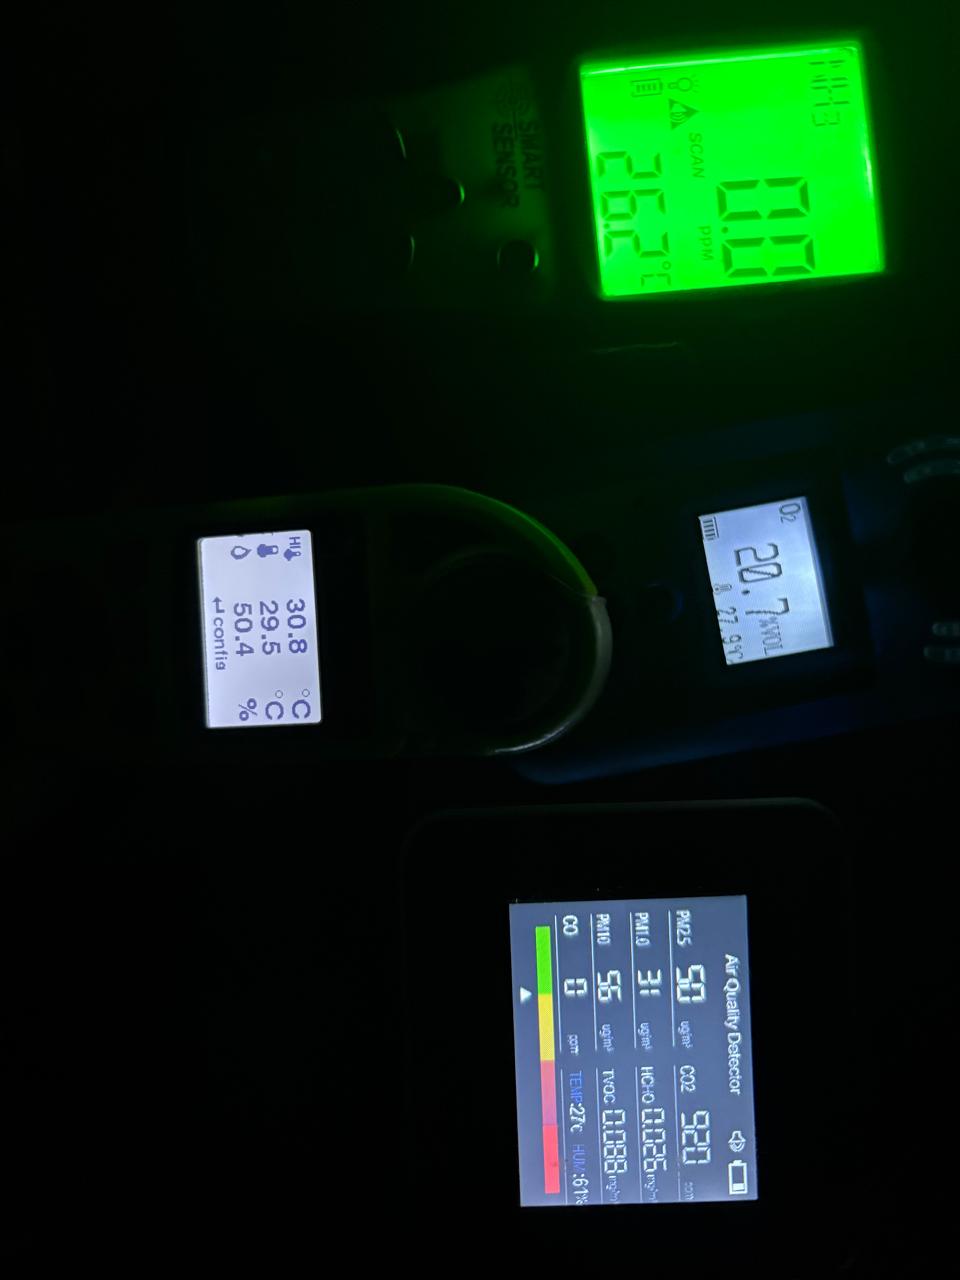 SMART
SENSOR
NH3
0.0
PPM
SCAN
26.2°C
O2
20.7%VOL
27.9°C
HI 30.8 °C
29.5 °C
50.4 %
↵ config
Air Quality Detector
PM2.5 50 ug/m³ CO2 920 ppm
PM1.0 31 ug/m³ HCHO 0.026 mg/m³
PM10 56 ug/m³ TVOC 0.088 mg/m³
CO 0 ppm TEMP:27℃ HUM:61%